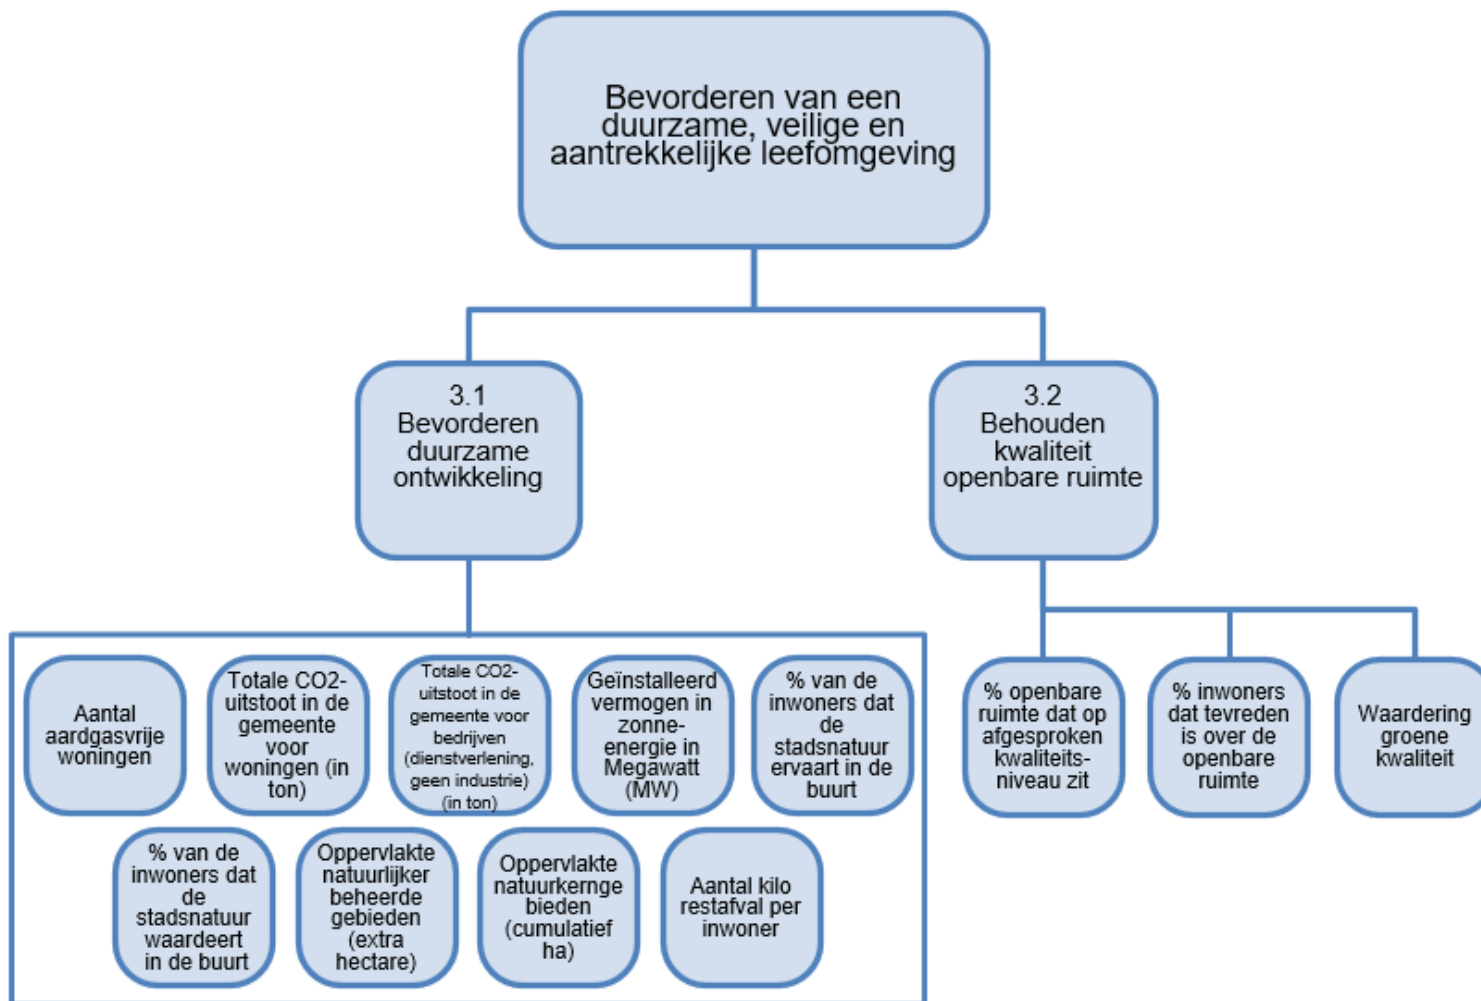 Bevorderen van een
duurzame, veilige en
aantrekkelijke leefomgeving
3.1
Bevorderen
duurzame
ontwikkeling
3.2
Behouden
kwaliteit
openbare ruimte
Aantal
aardgasvrije
woningen
Totale CO2-
uitstoot in de
gemeente
voor
woningen (in
ton)
Totale CO2-
uitstoot in de
gemeente voor
bedrijven
(dienstverlening,
geen industrie)
(in ton)
Geïnstalleerd
vermogen in
zonne-
energie in
Megawatt
(MW)
% van de
inwoners dat
de
stadsnatuur
ervaart in de
buurt
% van de
inwoners dat
de
stadsnatuur
waardeert
in de buurt
Oppervlakte
natuurlijker
beheerde
gebieden
(extra
hectare)
Oppervlakte
natuurkernge
bieden
(cumulatief
ha)
Aantal kilo
restafval per
inwoner
% openbare
ruimte dat op
afgesproken
kwaliteits-
niveau zit
% inwoners
dat tevreden
is over de
openbare
ruimte
Waardering
groene
kwaliteit